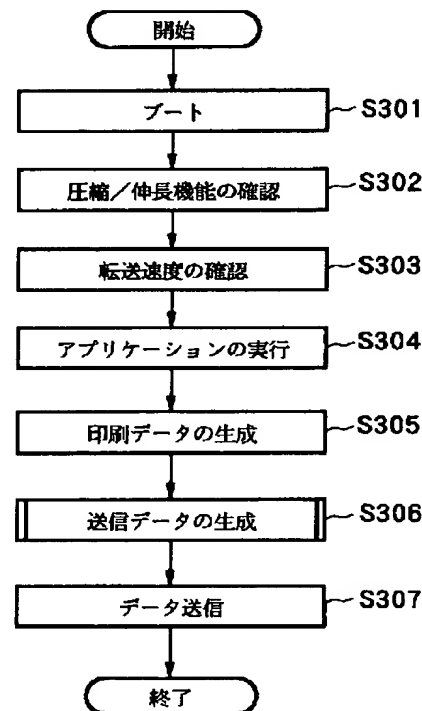 開始
ブート S301
圧縮／伸長機能の確認 S302
転送速度の確認 S303
アプリケーションの実行 S304
印刷データの生成 S305
送信データの生成 S306
データ送信 S307
終了